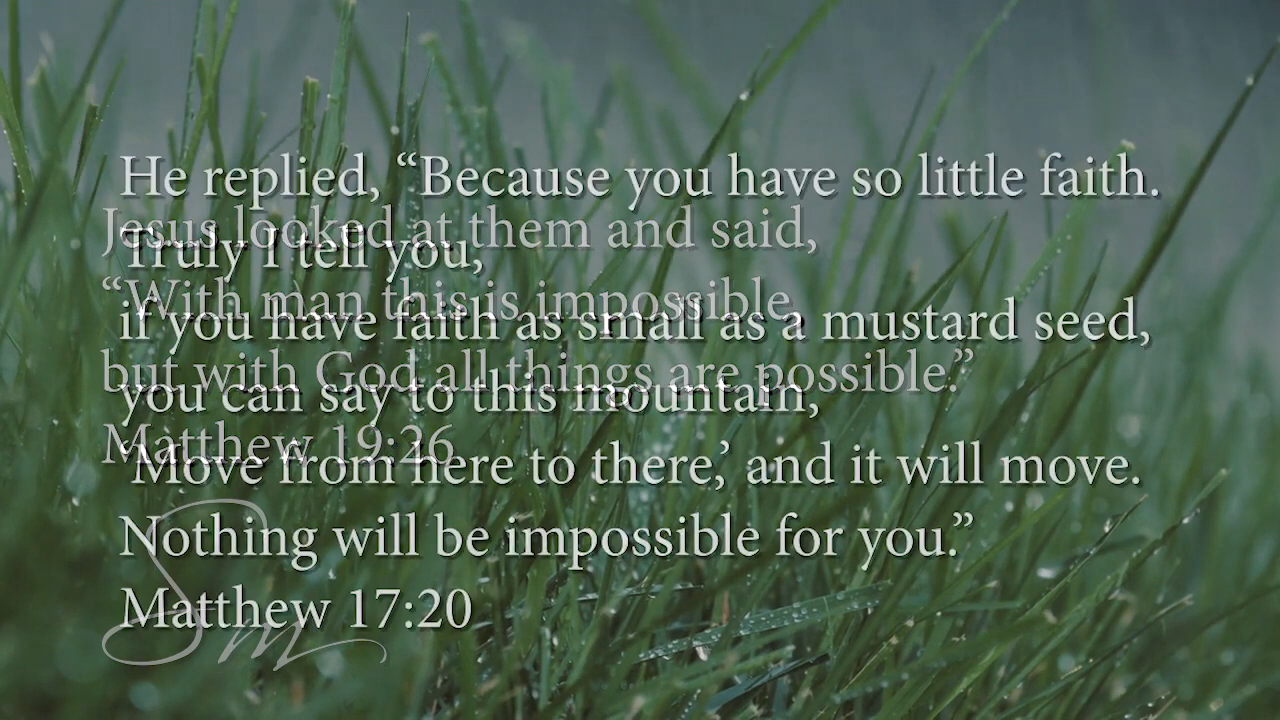 He replied, “Because you have so little faith.
Truly I tell you,
if you have faith as small as a mustard seed,
you can say to this mountain,
‘Move from here to there,’ and it will move.
Nothing will be impossible for you.”
Matthew 17:20
Jesus looked at them and said,
“With man this is impossible,
but with God all things are possible.”
Matthew 19:26
Sm